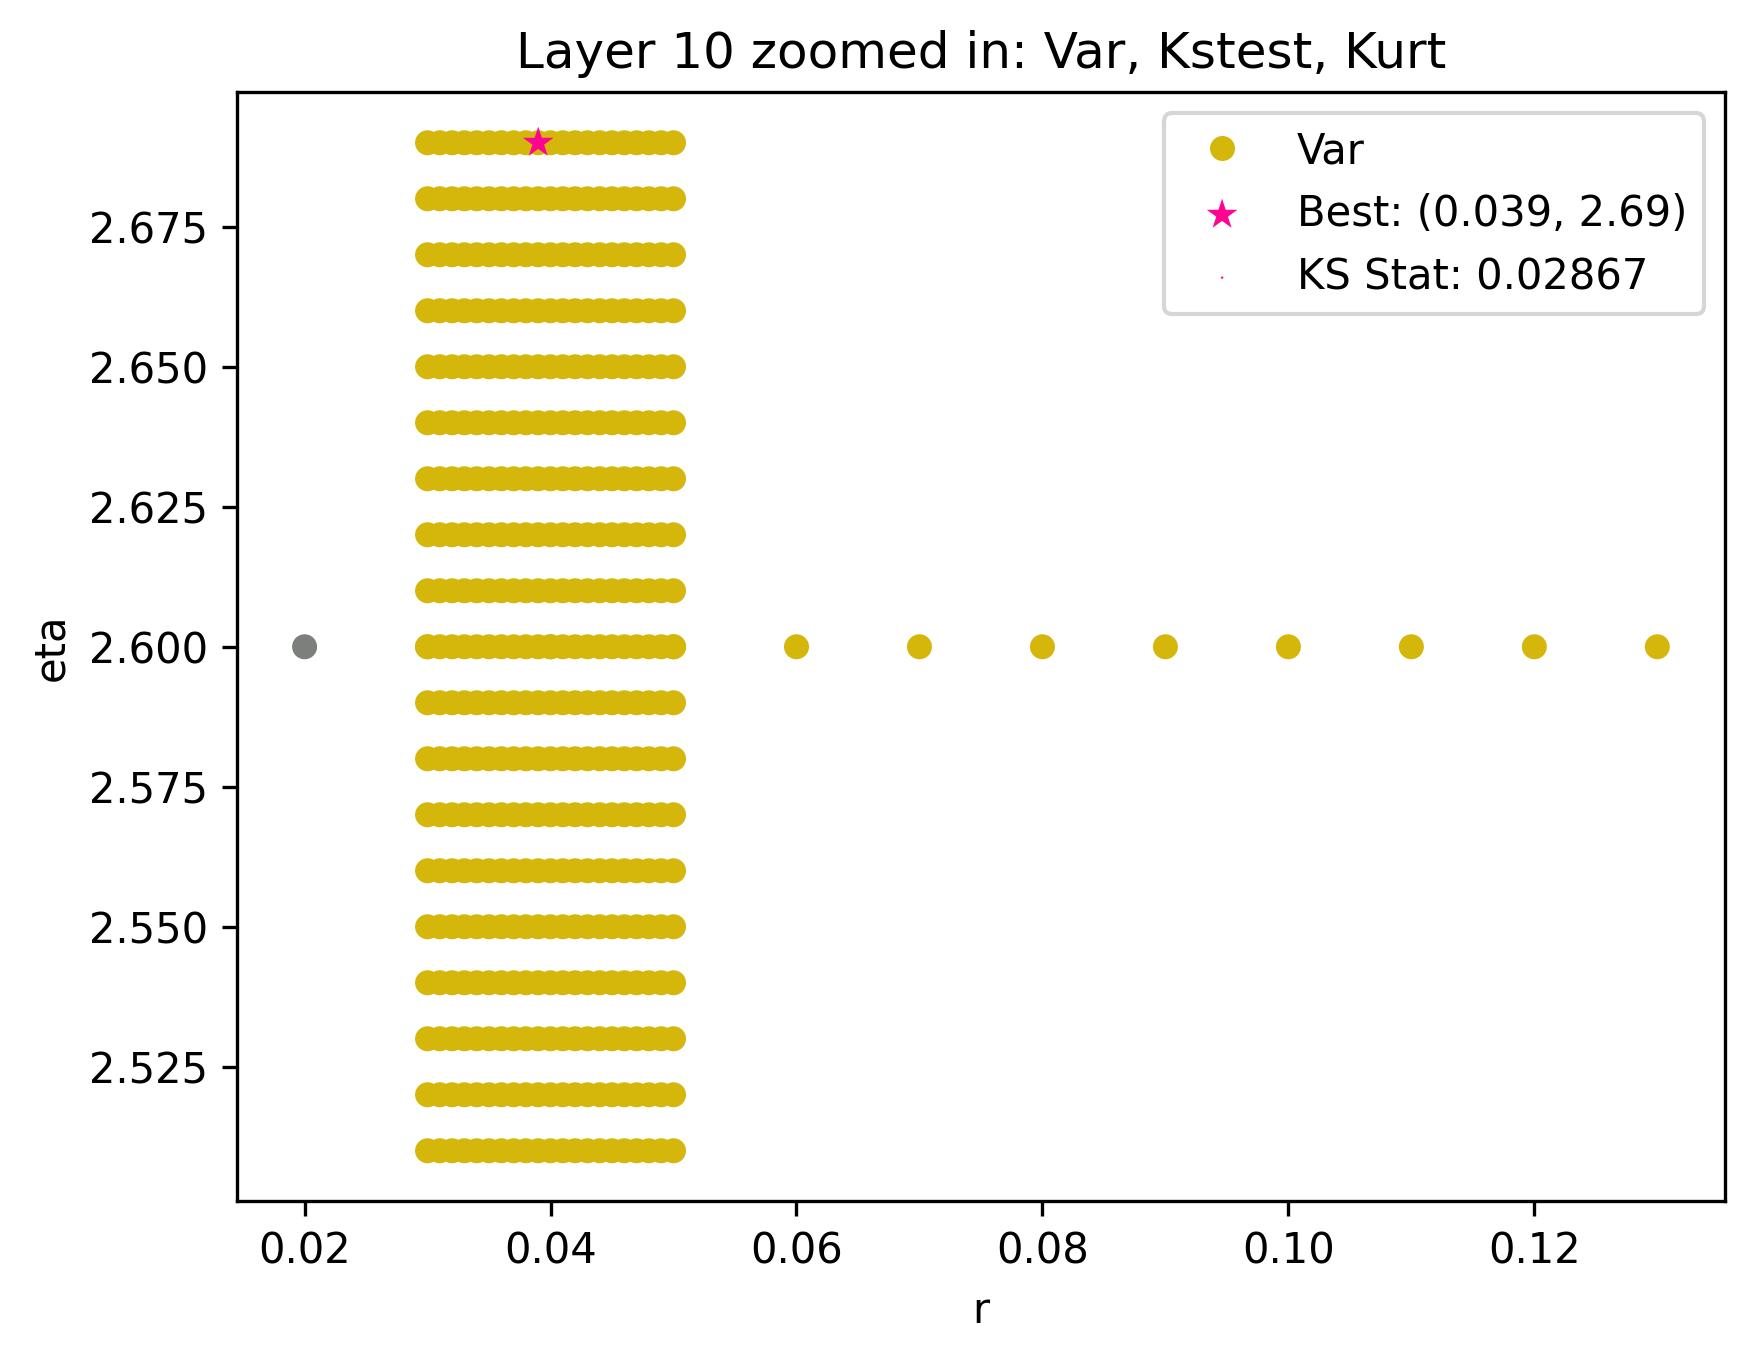 Layer 10 zoomed in: Var, Kstest, Kurt
Var
Best: (0.039, 2.69)
KS Stat: 0.02867
eta
2.675
2.650
2.625
2.600
2.575
2.550
2.525
0.02 0.04 0.06 0.08 0.10 0.12
r